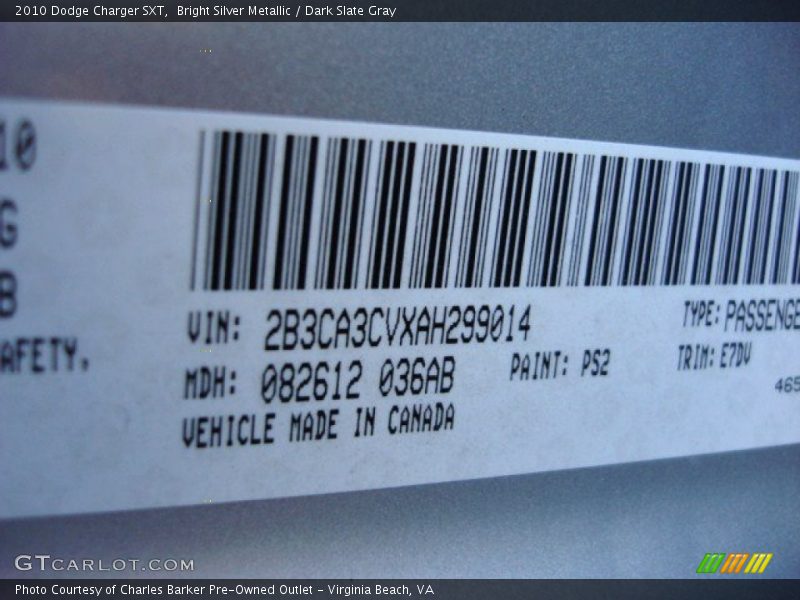 2010 Dodge Charger SXT, Bright Silver Metallic / Dark Slate Gray
10
G
B
AFETY.
VIN: 2B3CA3CVXAH299014 TYPE: PASSENGE
MDH: 082612 036AB PAINT: PS2 TRIM: E7DV
VEHICLE MADE IN CANADA 465
GTCARLOT.COM
Photo Courtesy of Charles Barker Pre-Owned Outlet - Virginia Beach, VA